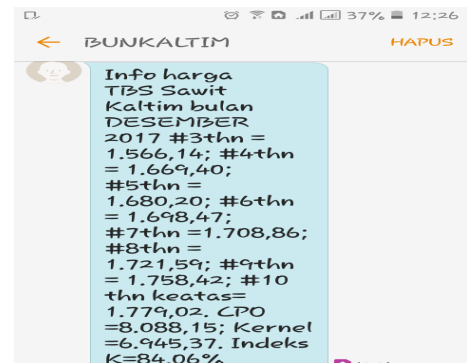 37% 12:26
BUNKALTIM HAPUS
Info harga
TBS Sawit
Kaltim bulan
DESEMBER
2017 #3thn =
1.566,14; #4thn
= 1.669,40;
#5thn =
1.680,20; #6thn
= 1.698,47;
#7thn =1.708,86;
#8thn =
1.721,59; #9thn
= 1.758,42; #10
thn keatas=
1.779,02. CPO
=8.088,15; Kernel
=6.945,37. Indeks
K=84,06%